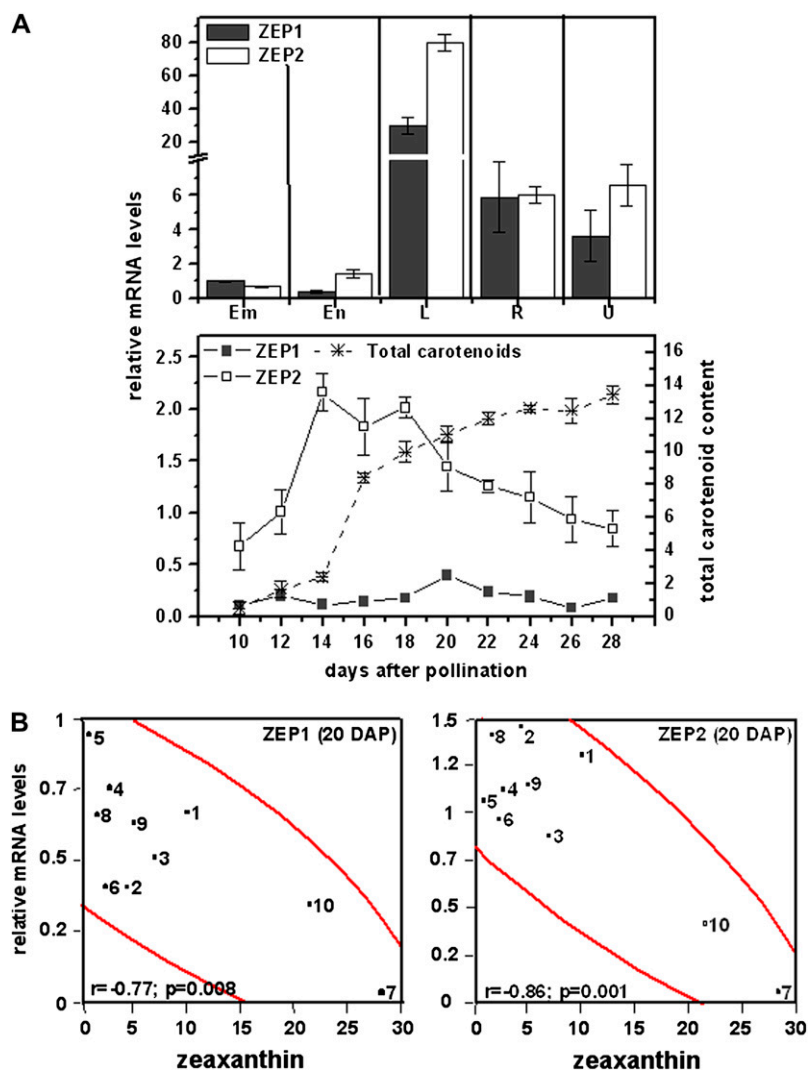 A
ZEP1
ZEP2
80
60
40
20
6
4
2
0
Em En L R U
relative mRNA levels
ZEP1 Total carotenoids
ZEP2
2.5
2.0
1.5
1.0
0.5
0.0
16
14
12
10
8
6
4
2
0
total carotenoid content
10 12 14 16 18 20 22 24 26 28
days after pollination
B
ZEP1 (20 DAP)
relative mRNA levels
1
0.7
0.5
0.2
0
5
4
8
9
1
3
6
2
10
7
r=-0.77; p=0.008
0 5 10 15 20 25 30
zeaxanthin
ZEP2 (20 DAP)
1.5
1.2
1
0.7
0.5
0.2
0
8
2
1
9
4
5
6
3
10
7
r=-0.86; p=0.001
0 5 10 15 20 25 30
zeaxanthin